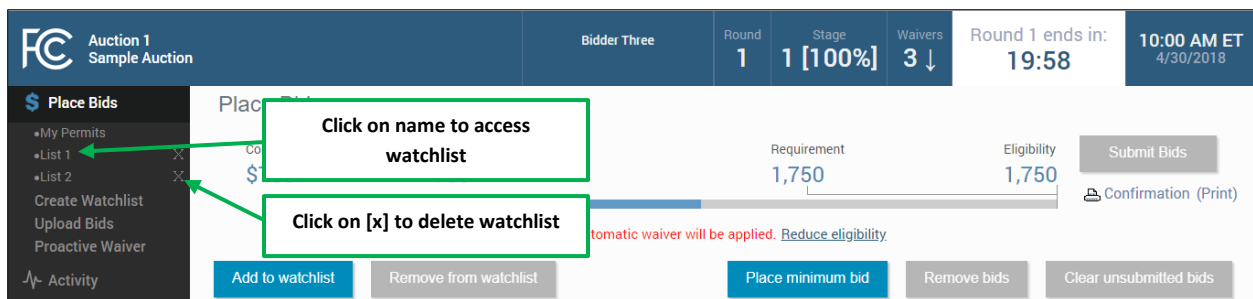 FCC
Auction 1
Sample Auction
Bidder Three
Round
1
Stage
1 [100%]
Waivers
3 ↓
Round 1 ends in:
19:58
10:00 AM ET
4/30/2018
$ Place Bids
•My Permits
•List 1 X
•List 2 X
Create Watchlist
Upload Bids
Proactive Waiver
Activity
Click on name to access
watchlist
Click on [x] to delete watchlist
Requirement
1,750
Eligibility
1,750
Submit Bids
Confirmation (Print)
waiver will be applied. Reduce eligibility
Add to watchlist
Remove from watchlist
Place minimum bid
Remove bids
Clear unsubmitted bids